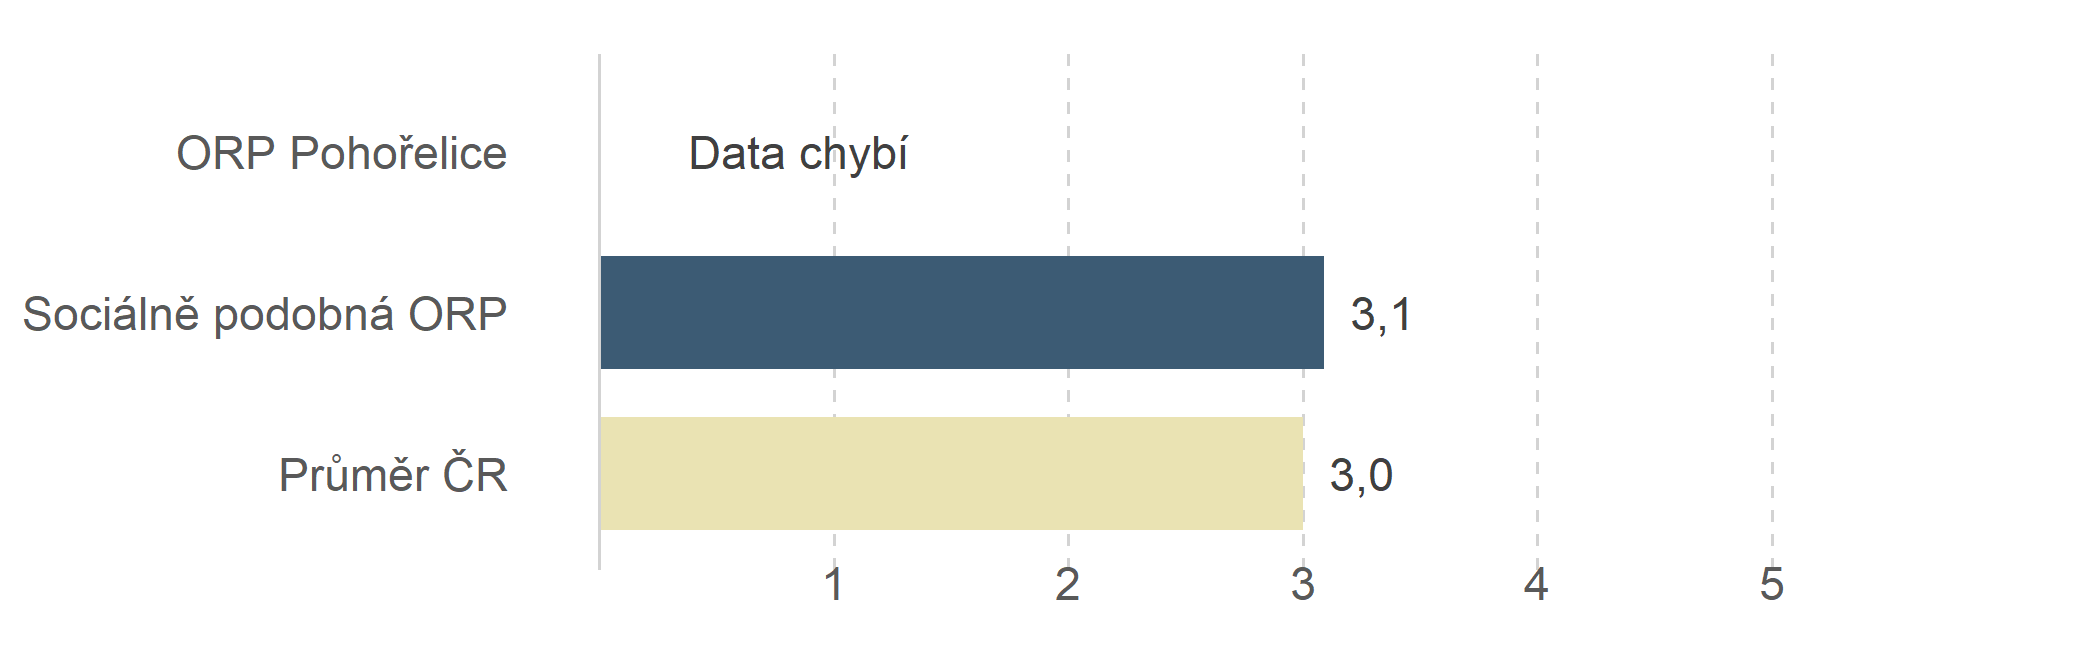 ORP Pohořelice Data chybí
Sociálně podobná ORP 3,1
Průměr ČR 3,0
1 2 3 4 5